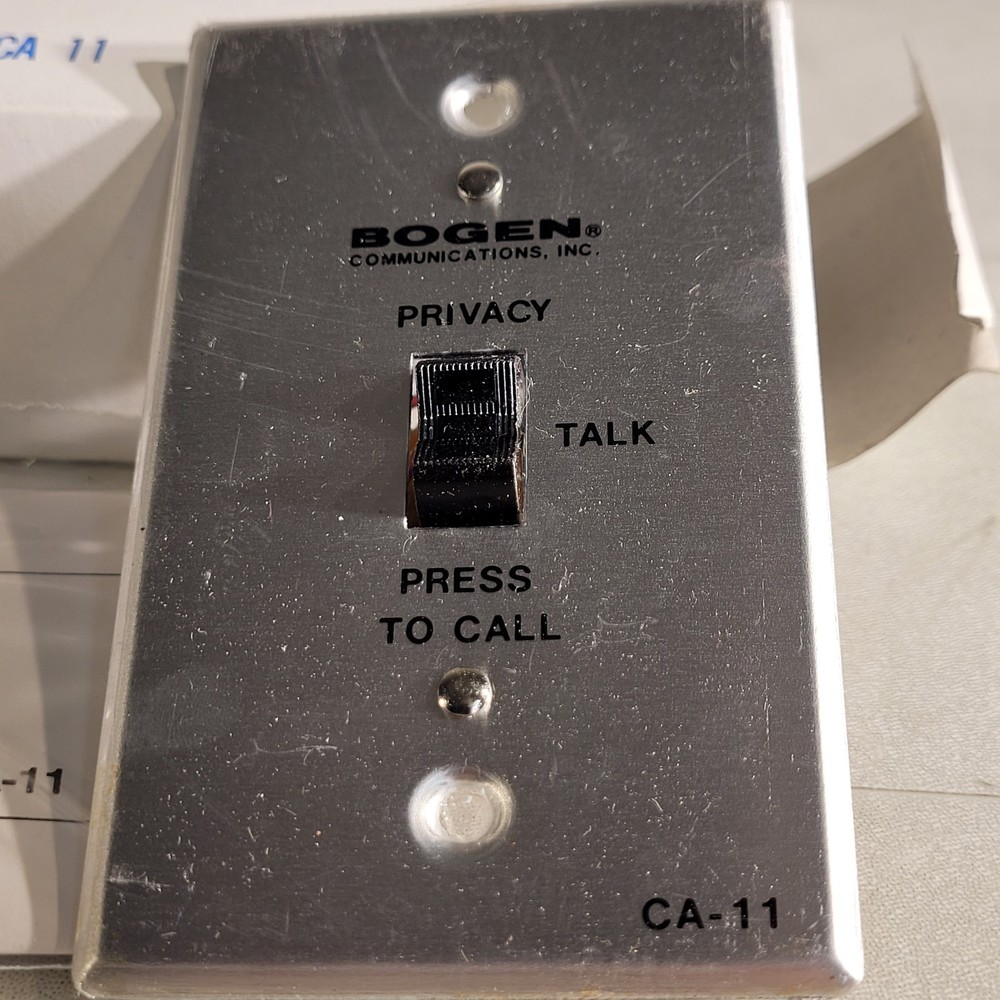 CA 11
BOGEN®
COMMUNICATIONS, INC.
PRIVACY
TALK
PRESS
TO CALL
-11
CA-11